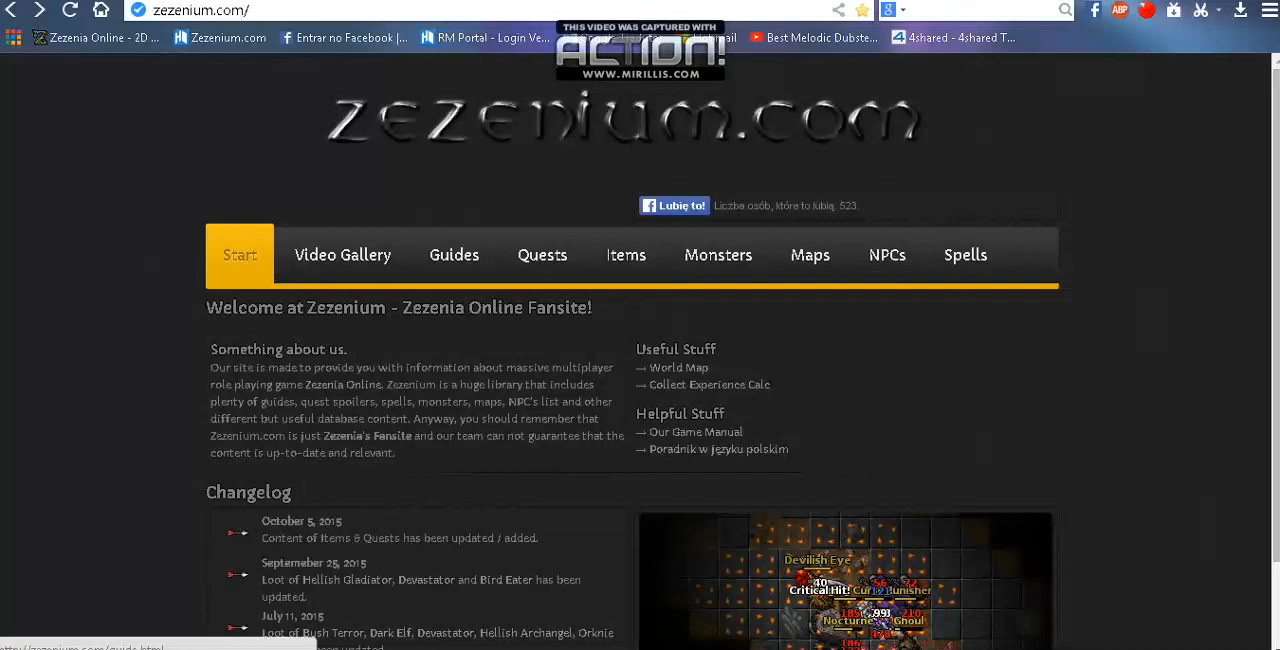 zezenium.com/
THIS VIDEO WAS CAPTURED WITH
ACTION!
WWW.MIRILLIS.COM
Zezenia Online - 2D ...
Zezenium.com
Entrar no Facebook |...
RM Portal - Login Ve...
Best Melodic Dubste...
4shared - 4shared T...
zezenium.com
Lubię to!
Liczba osób, które to lubią: 523.
Start
Video Gallery
Guides
Quests
Items
Monsters
Maps
NPCs
Spells
Welcome at Zezenium - Zezenia Online Fansite!
Something about us.
Our site is made to provide you with information about massive multiplayer
role playing game Zezenia Online. Zezenium is a huge library that includes
plenty of guides, quest spoilers, spells, monsters, maps, NPC's list and other
different but useful database content. Anyway, you should remember that
Zezenium.com is just Zezenia's Fansite and our team can not guarantee that the
content is up-to-date and relevant.
Useful Stuff
→ World Map
→ Collect Experience Calc
Helpful Stuff
→ Our Game Manual
→ Poradnik w języku polskim
Changelog
October 5, 2015
Content of Items & Quests has been updated / added.
Septemeber 25, 2015
Loot of Hellish Gladiator, Devastator and Bird Eater has been
updated.
July 11, 2015
Loot of Bush Terror, Dark Elf, Devastator, Hellish Archangel, Orknie
Devilish Eye
40
Critical Hit!
Punisher
993
210
Nocturne
Ghoul